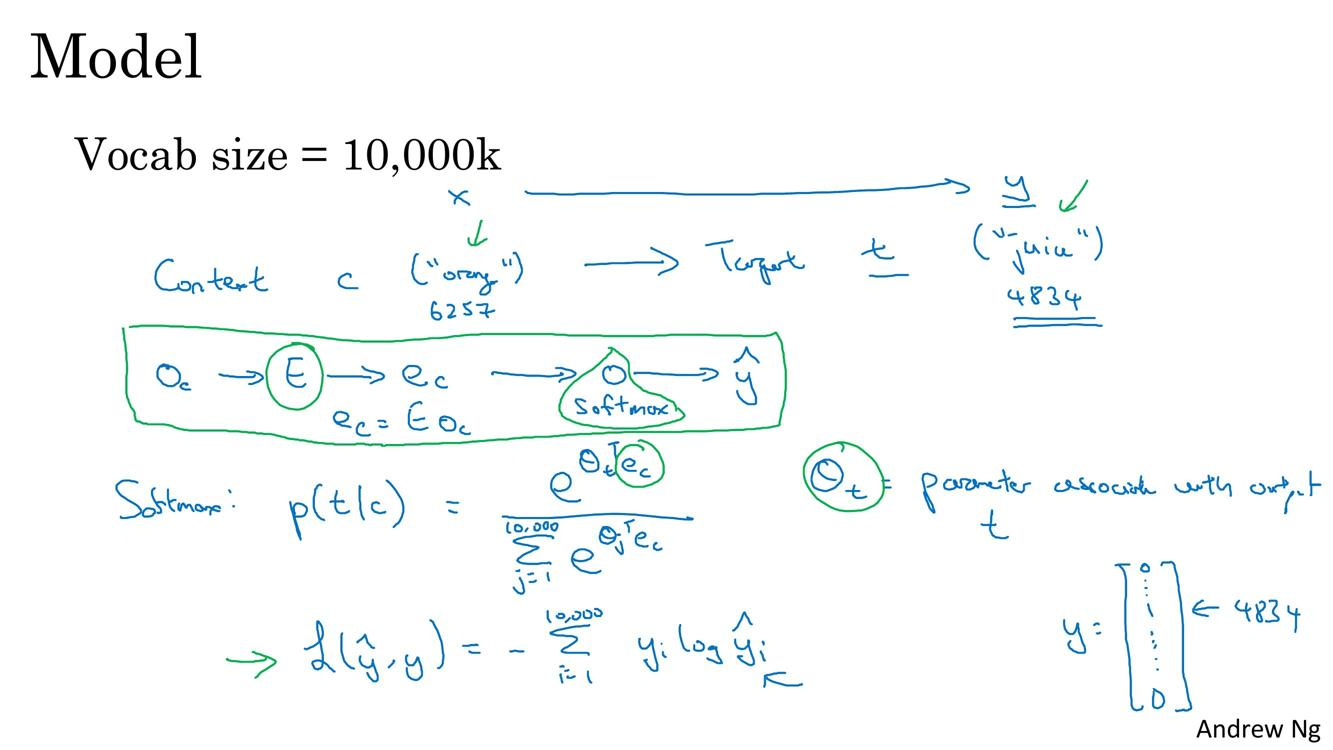 Model
Vocab size = 10,000k
x ⟶ y
Context c ("orang") ⟶ Target t ("juice")
6257 4834
O_c → E → e_c → O → ŷ
Softmax
e_c = E O_c
Softmax: p(t|c) = e^{θ_t^T e_c} / Σ_{j=1}^{10,000} e^{θ_j^T e_c}
θ_t = parameter associate with output
t
→ ℒ(ŷ, y) = - Σ_{i=1}^{10,000} y_i log ŷ_i ←
y = [0 ⋮ 1 ⋮ 0] ← 4834
Andrew Ng